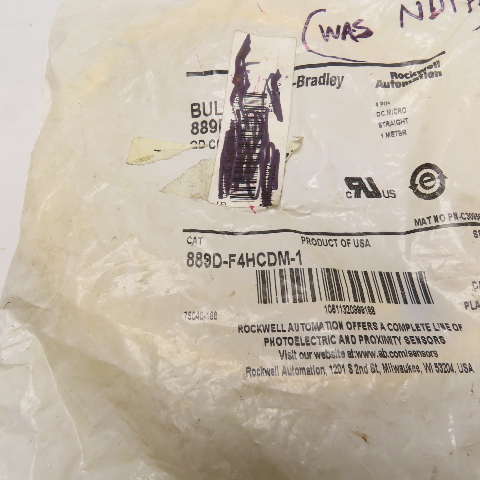 (WAS
-Bradley
Rockwell
Automation
BUL
889
4 PIN
DC MICRO
STRAIGHT
1 METER
c us
CAT
PRODUCT OF USA
889D-F4HCDM-1
ROCKWELL AUTOMATION OFFERS A COMPLETE LINE OF
PHOTOELECTRIC AND PROXIMITY SENSORS
Visit our website at:www.ab.com/sensors
Rockwell Automation, 1201 S 2nd St, Milwaukee, WI 53204, USA